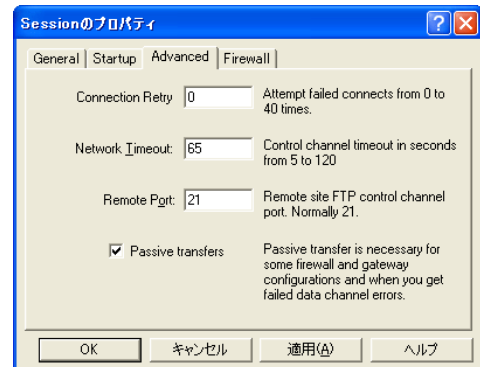 Sessionのプロパティ
General Startup Advanced Firewall
Connection Retry 0 Attempt failed connects from 0 to
40 times.
Network Timeout: 65 Control channel timeout in seconds
from 5 to 120
Remote Port: 21 Remote site FTP control channel
port. Normally 21.
Passive transfers Passive transfer is necessary for
some firewall and gateway
configurations and when you get
failed data channel errors.
OK キャンセル 適用(A) ヘルプ